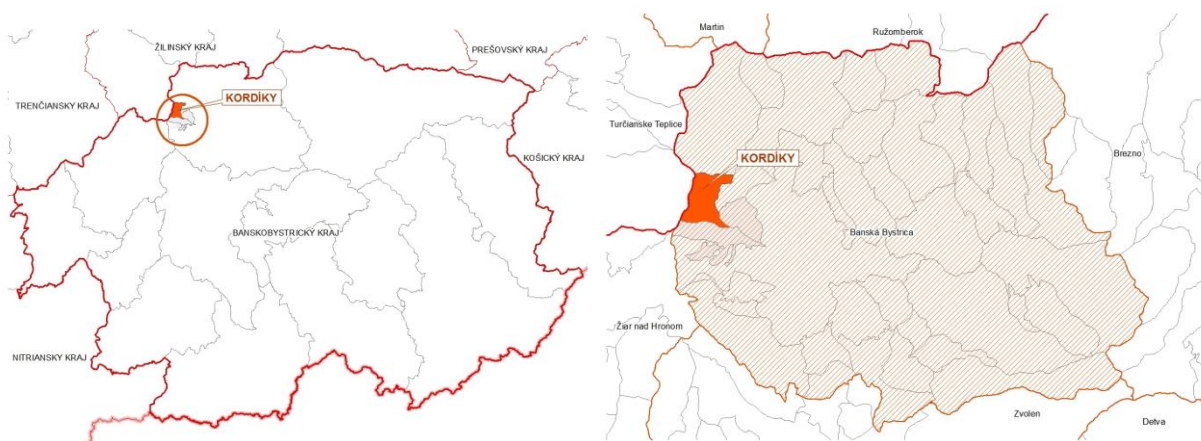 ŽILINSKÝ KRAJ
PREŠOVSKÝ KRAJ
KORDÍKY
TRENČIANSKY KRAJ
KOŠICKÝ KRAJ
BANSKOBYSTRICKÝ KRAJ
NITRIANSKY KRAJ
Martin
Ružomberok
Turčianske Teplice
Brezno
KORDÍKY
Banská Bystrica
Žiar nad Hronom
Zvolen
Detva